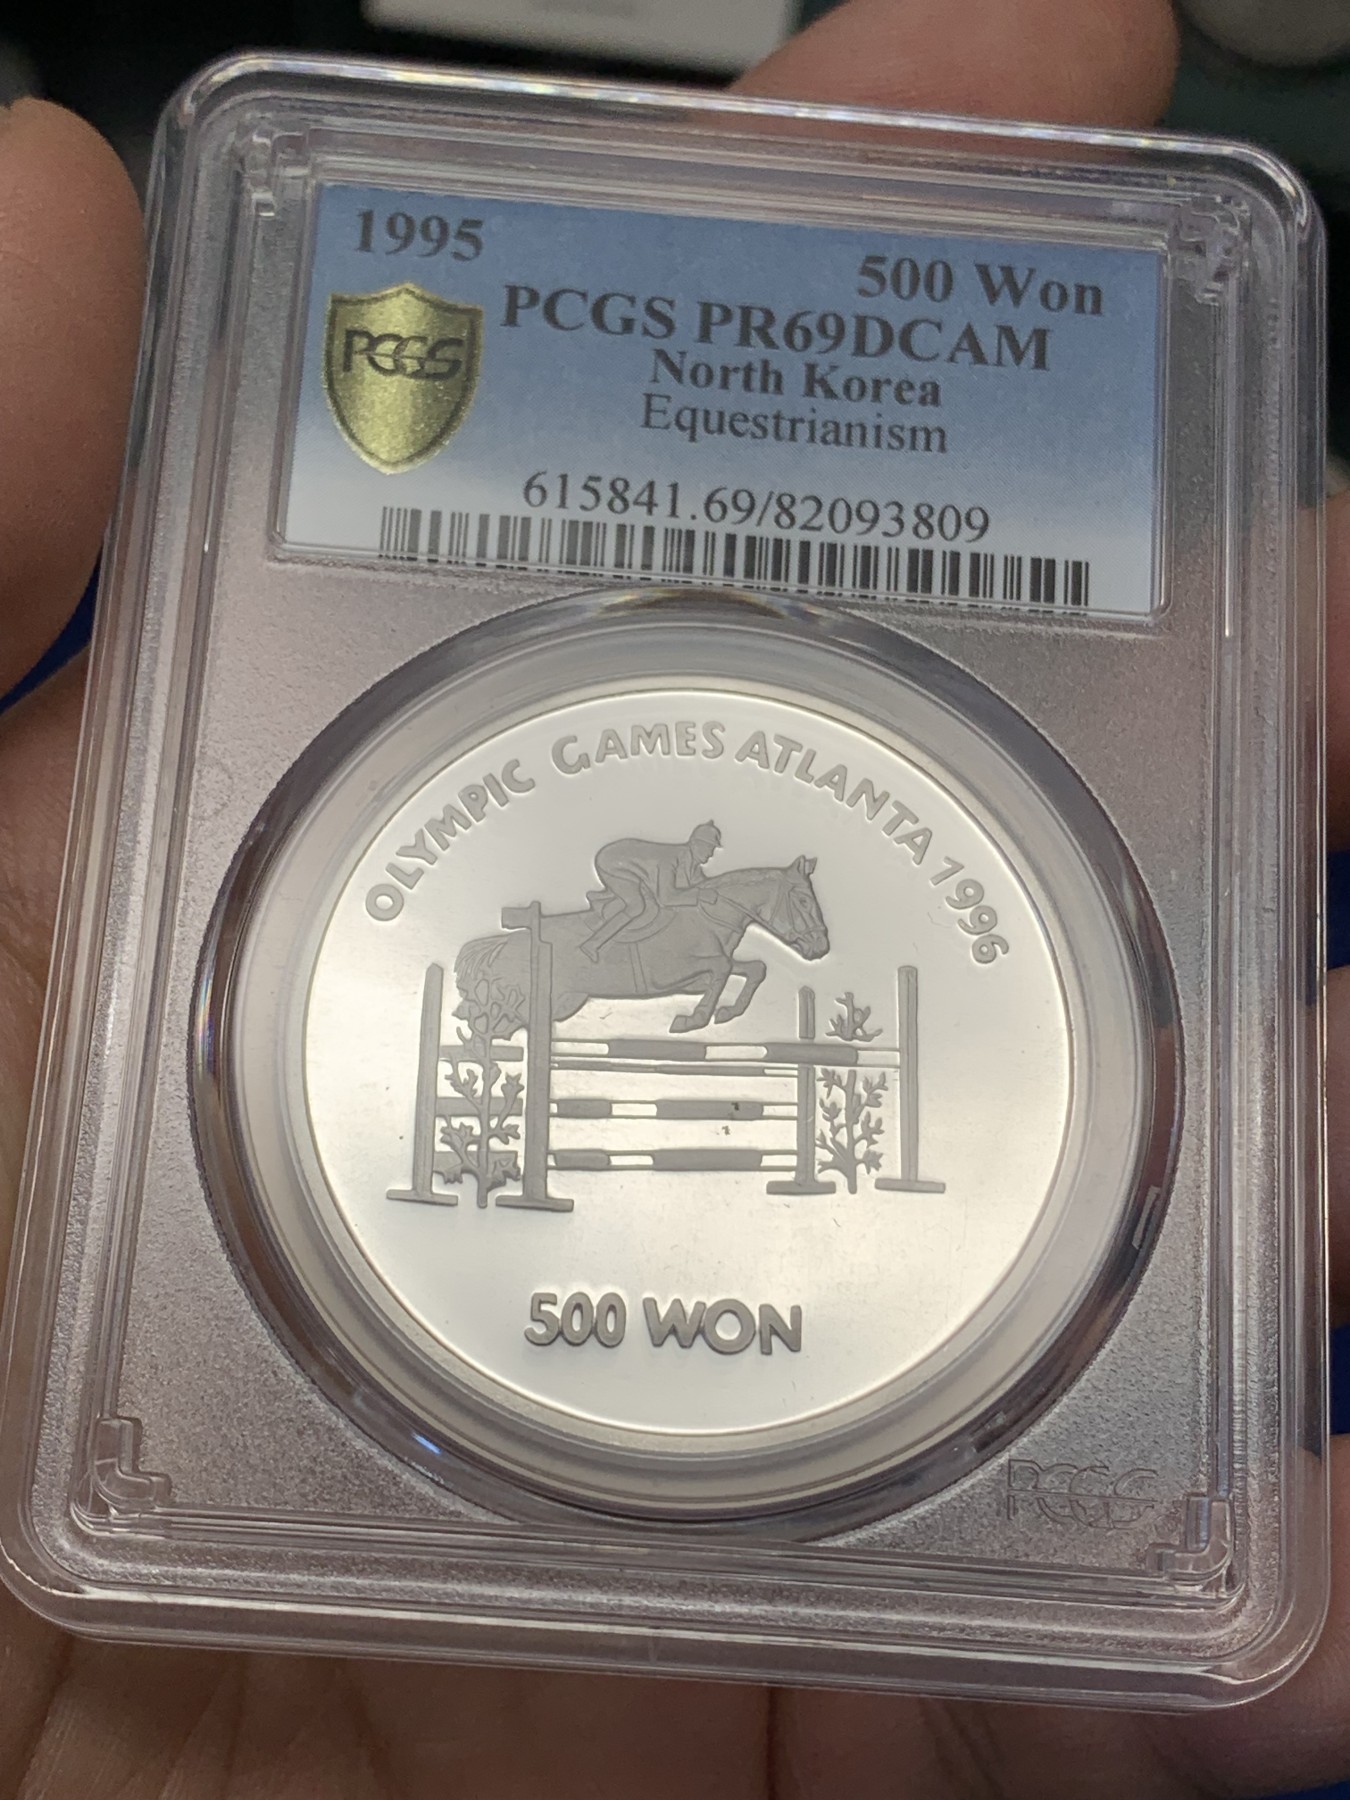 1995
500 Won
PCGS
PCGS PR69DCAM
North Korea
Equestrianism
615841.69/82093809
OLYMPIC GAMES ATLANTA 1996
500 WON
PCGS